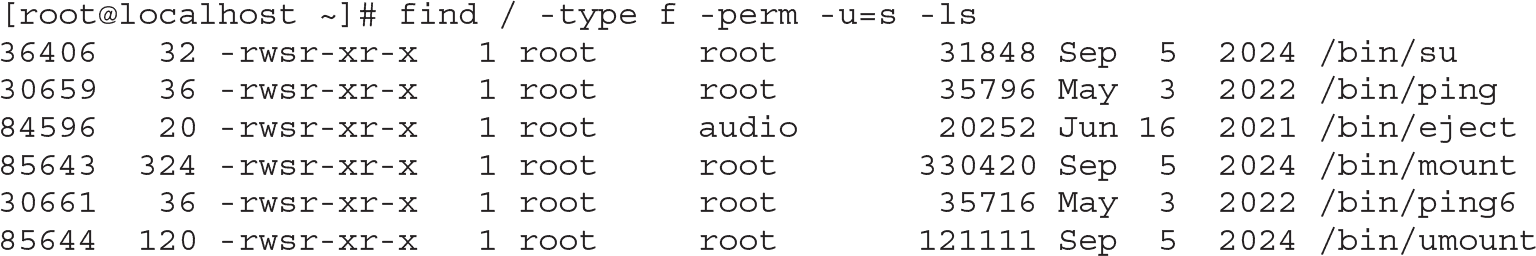 [root@localhost ~]# find / -type f -perm -u=s -ls
36406   32 -rwsr-xr-x   1 root     root        31848 Sep  5  2024 /bin/su
30659   36 -rwsr-xr-x   1 root     root        35796 May  3  2022 /bin/ping
84596   20 -rwsr-xr-x   1 root     audio       20252 Jun 16  2021 /bin/eject
85643  324 -rwsr-xr-x   1 root     root       330420 Sep  5  2024 /bin/mount
30661   36 -rwsr-xr-x   1 root     root        35716 May  3  2022 /bin/ping6
85644  120 -rwsr-xr-x   1 root     root       121111 Sep  5  2024 /bin/umount